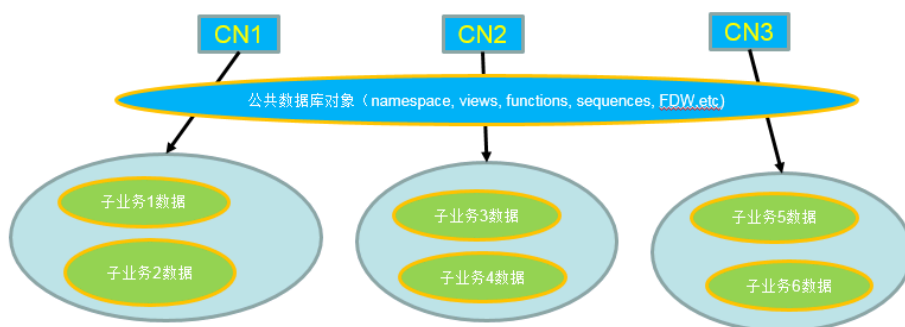 CN1
CN2
CN3
公共数据库对象（namespace, views, functions, sequences, FDW.etc)
子业务1数据
子业务3数据
子业务5数据
子业务2数据
子业务4数据
子业务6数据